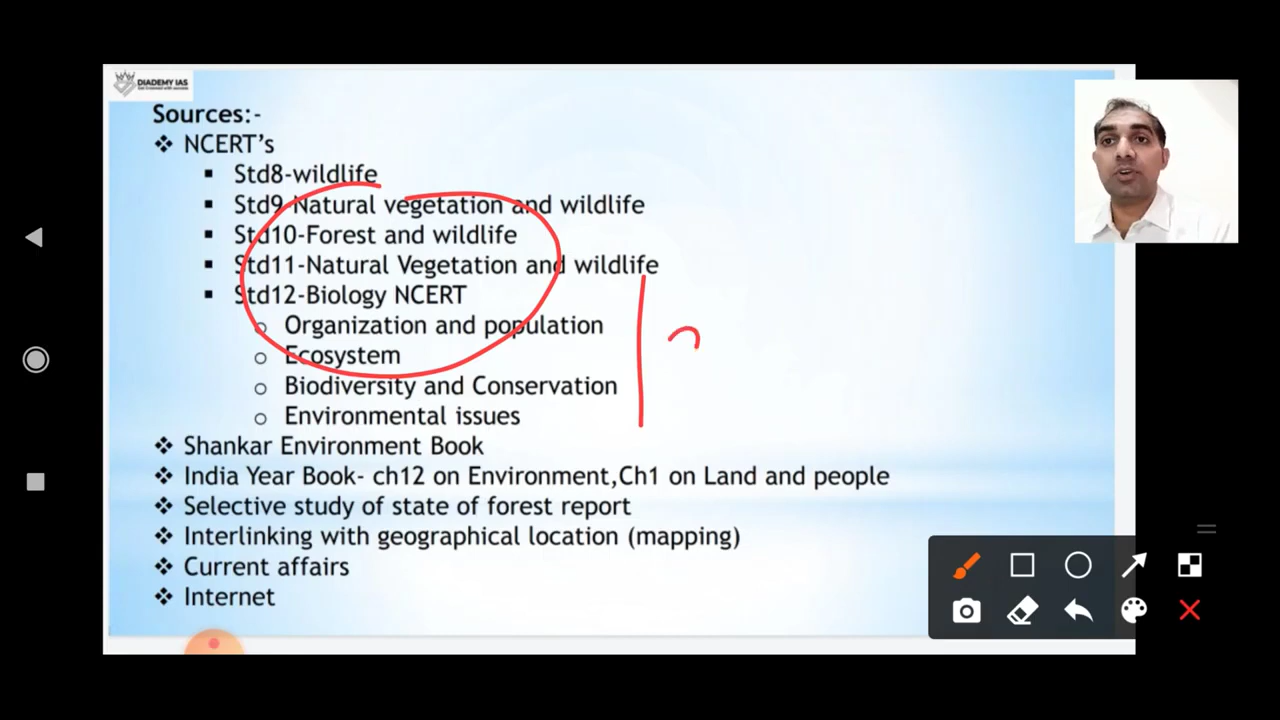 DIADEMY IAS
Sources:-
❖ NCERT's
▪ Std8-wildlife
▪ Std9-Natural vegetation and wildlife
▪ Std10-Forest and wildlife
▪ Std11-Natural Vegetation and wildlife
▪ Std12-Biology NCERT
o Organization and population
o Ecosystem
o Biodiversity and Conservation
o Environmental issues
❖ Shankar Environment Book
❖ India Year Book- ch12 on Environment,Ch1 on Land and people
❖ Selective study of state of forest report
❖ Interlinking with geographical location (mapping)
❖ Current affairs
❖ Internet